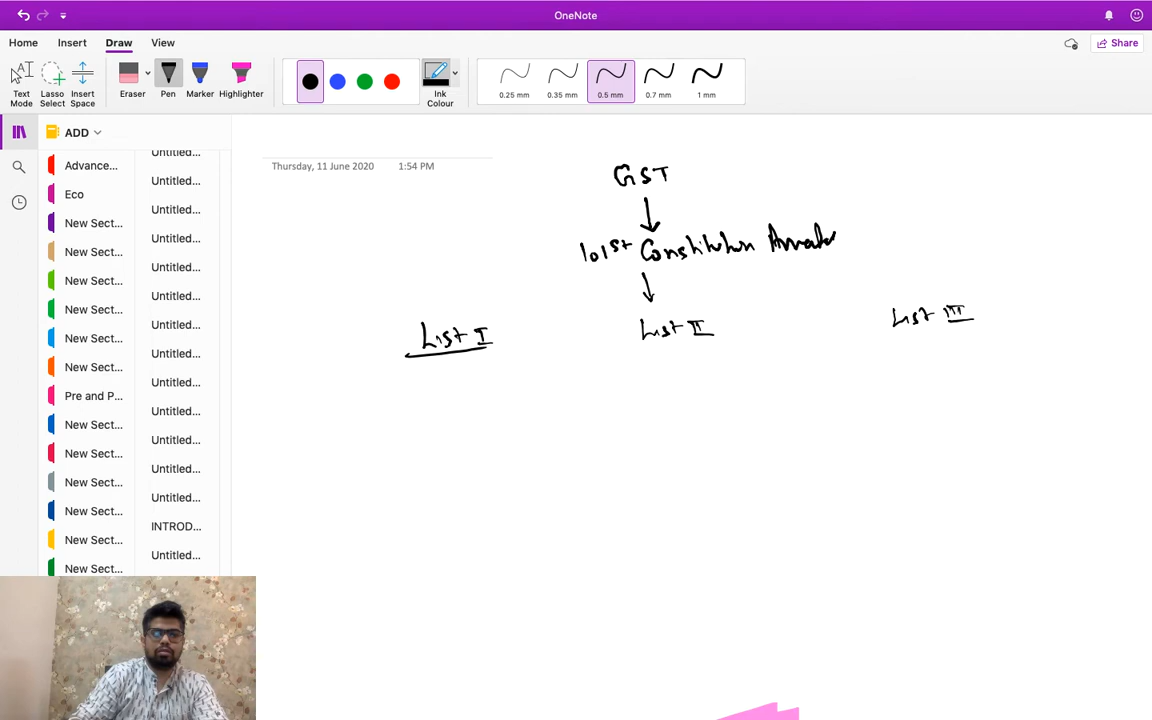 OneNote
Home Insert Draw View
Share
Text Mode
Lasso Select
Insert Space
Eraser
Pen
Marker
Highlighter
Ink Colour
0.25 mm
0.35 mm
0.5 mm
0.7 mm
1 mm
ADD
Advance...
Eco
New Sect...
New Sect...
New Sect...
New Sect...
New Sect...
New Sect...
Pre and P...
New Sect...
New Sect...
New Sect...
New Sect...
New Sect...
New Sect...
Untitled...
Untitled...
Untitled...
Untitled...
Untitled...
Untitled...
Untitled...
Untitled...
Untitled...
Untitled...
Untitled...
Untitled...
Untitled...
INTROD...
Untitled...
Thursday, 11 June 2020 1:54 PM
GST
101st Constitution
List I List II List III